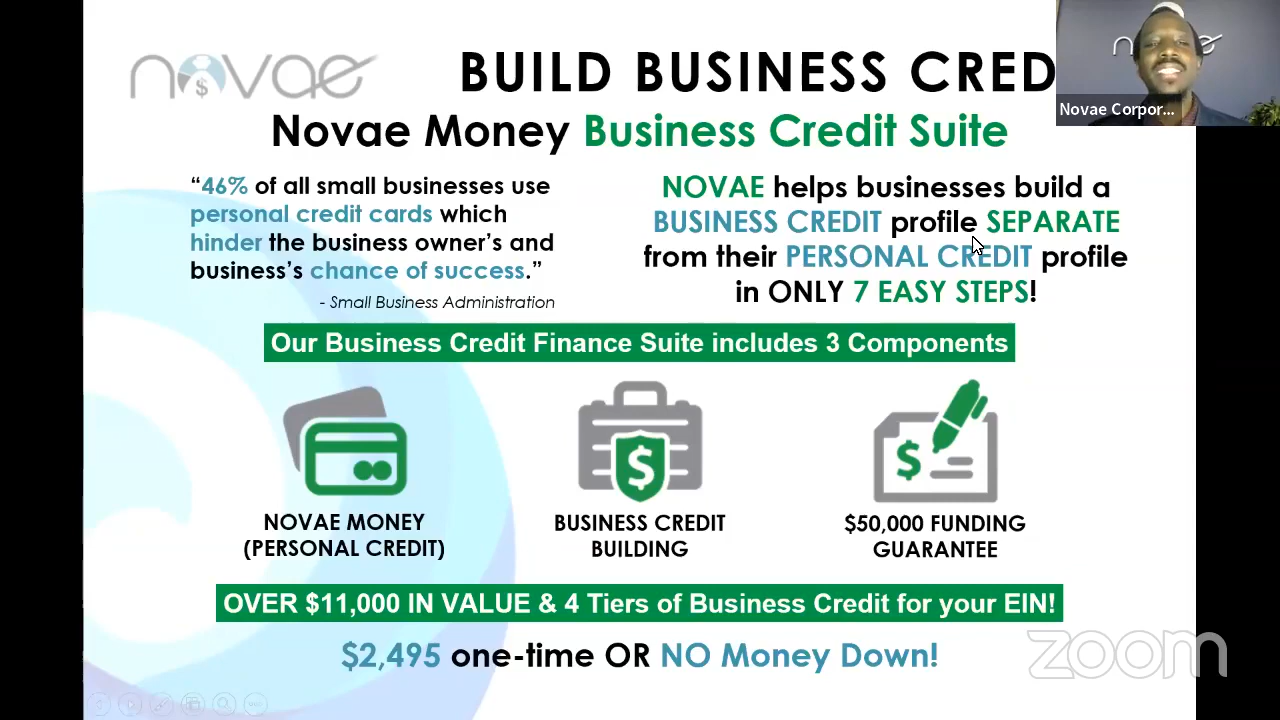 novae
BUILD BUSINESS CRED
novae
Novae Corpor...
Novae Money Business Credit Suite
“46% of all small businesses use
personal credit cards which
hinder the business owner’s and
business’s chance of success.”
- Small Business Administration
NOVAE helps businesses build a
BUSINESS CREDIT profile SEPARATE
from their PERSONAL CREDIT profile
in ONLY 7 EASY STEPS!
Our Business Credit Finance Suite includes 3 Components
NOVAE MONEY
(PERSONAL CREDIT)
$
BUSINESS CREDIT
BUILDING
$
$50,000 FUNDING
GUARANTEE
OVER $11,000 IN VALUE & 4 Tiers of Business Credit for your EIN!
$2,495 one-time OR NO Money Down!
zoom